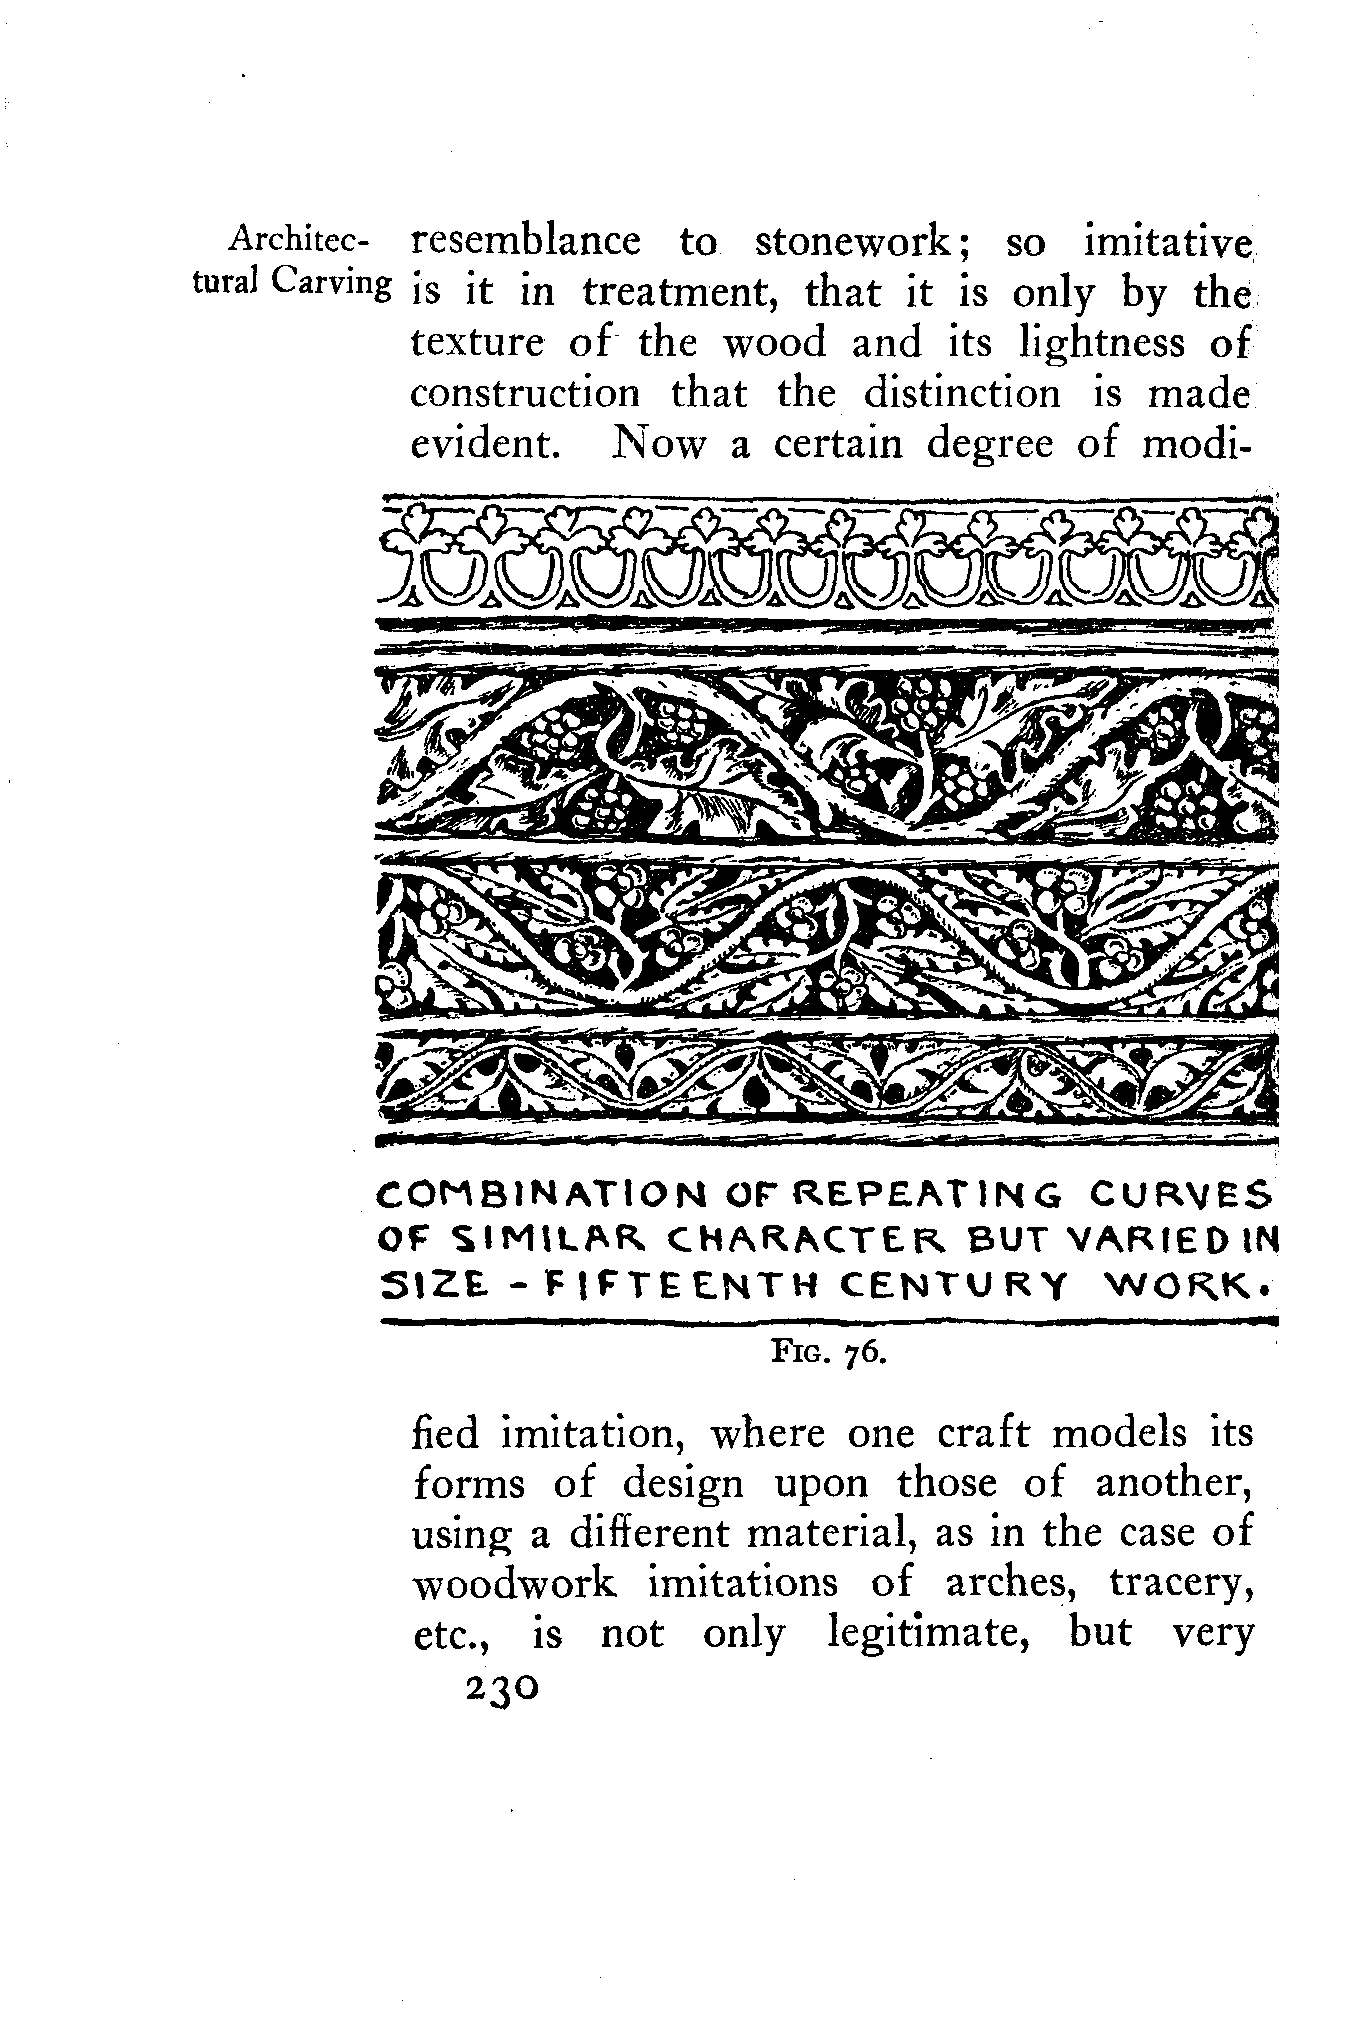 Architec-
tural Carving
resemblance to stonework; so imitative
is it in treatment, that it is only by the
texture of the wood and its lightness of
construction that the distinction is made
evident. Now a certain degree of modi-
COMBINATION OF REPEATING CURVES
OF SIMILAR CHARACTER BUT VARIED IN
SIZE - FIFTEENTH CENTURY WORK.
FIG. 76.
fied imitation, where one craft models its
forms of design upon those of another,
using a different material, as in the case of
woodwork imitations of arches, tracery,
etc., is not only legitimate, but very
230